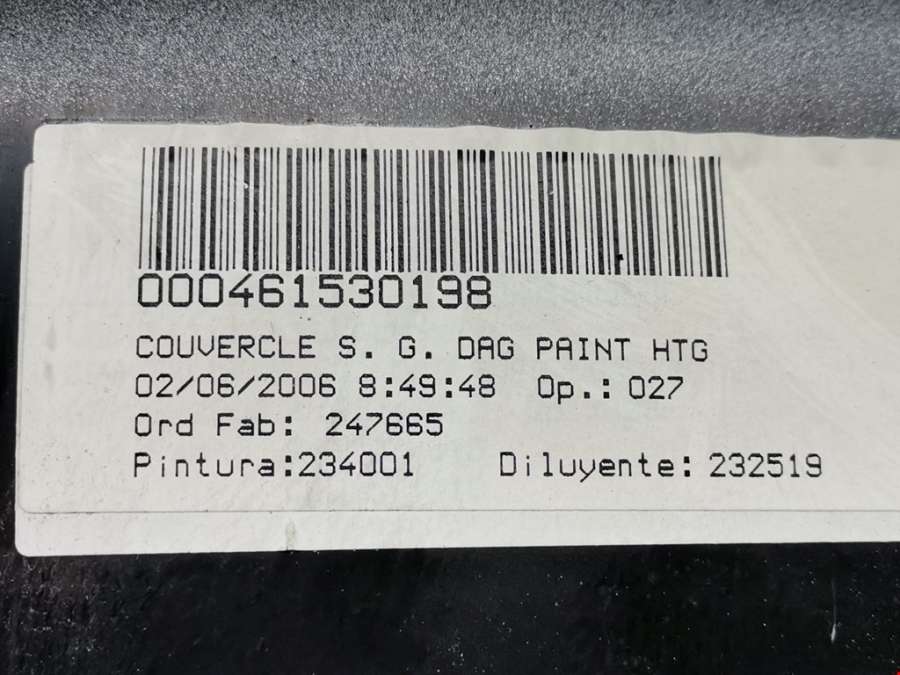 000461530198
COUVERCLE S. G. DAG PAINT HTG
02/06/2006 8:49:48 Op.: 027
Ord Fab: 247665
Pintura:234001 Diluyente: 232519